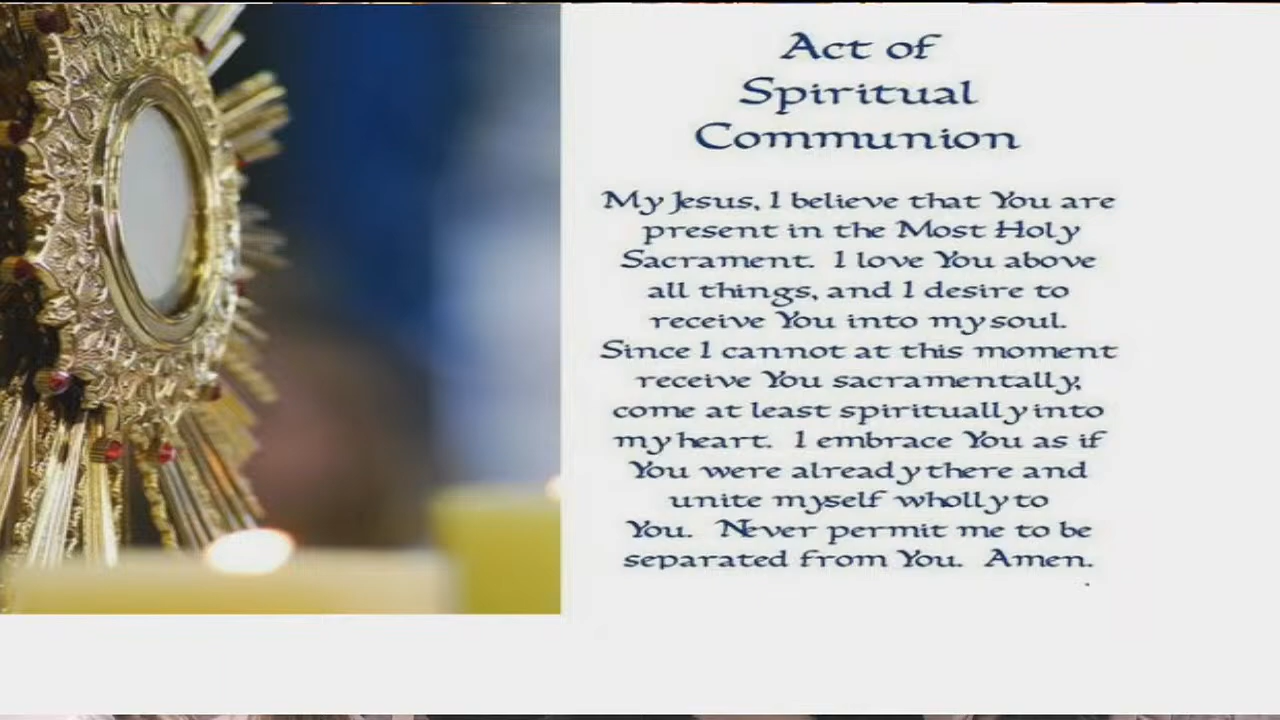 Act of
Spiritual
Communion
My Jesus, I believe that You are
present in the Most Holy
Sacrament. I love You above
all things, and I desire to
receive You into my soul.
Since I cannot at this moment
receive You sacramentally,
come at least spiritually into
my heart. I embrace You as if
You were already there and
unite myself wholly to
You. Never permit me to be
separated from You. Amen.